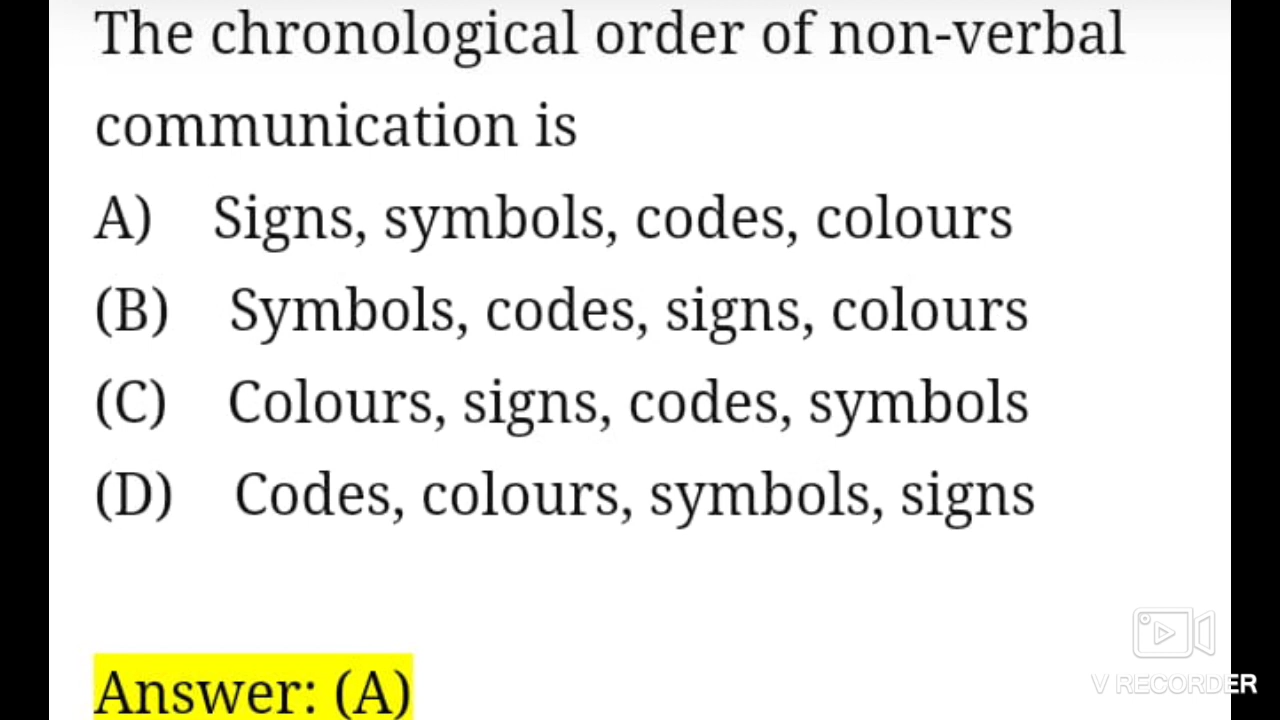 The chronological order of non-verbal
communication is
A) Signs, symbols, codes, colours
(B) Symbols, codes, signs, colours
(C) Colours, signs, codes, symbols
(D) Codes, colours, symbols, signs
Answer: (A)
V RECORDER